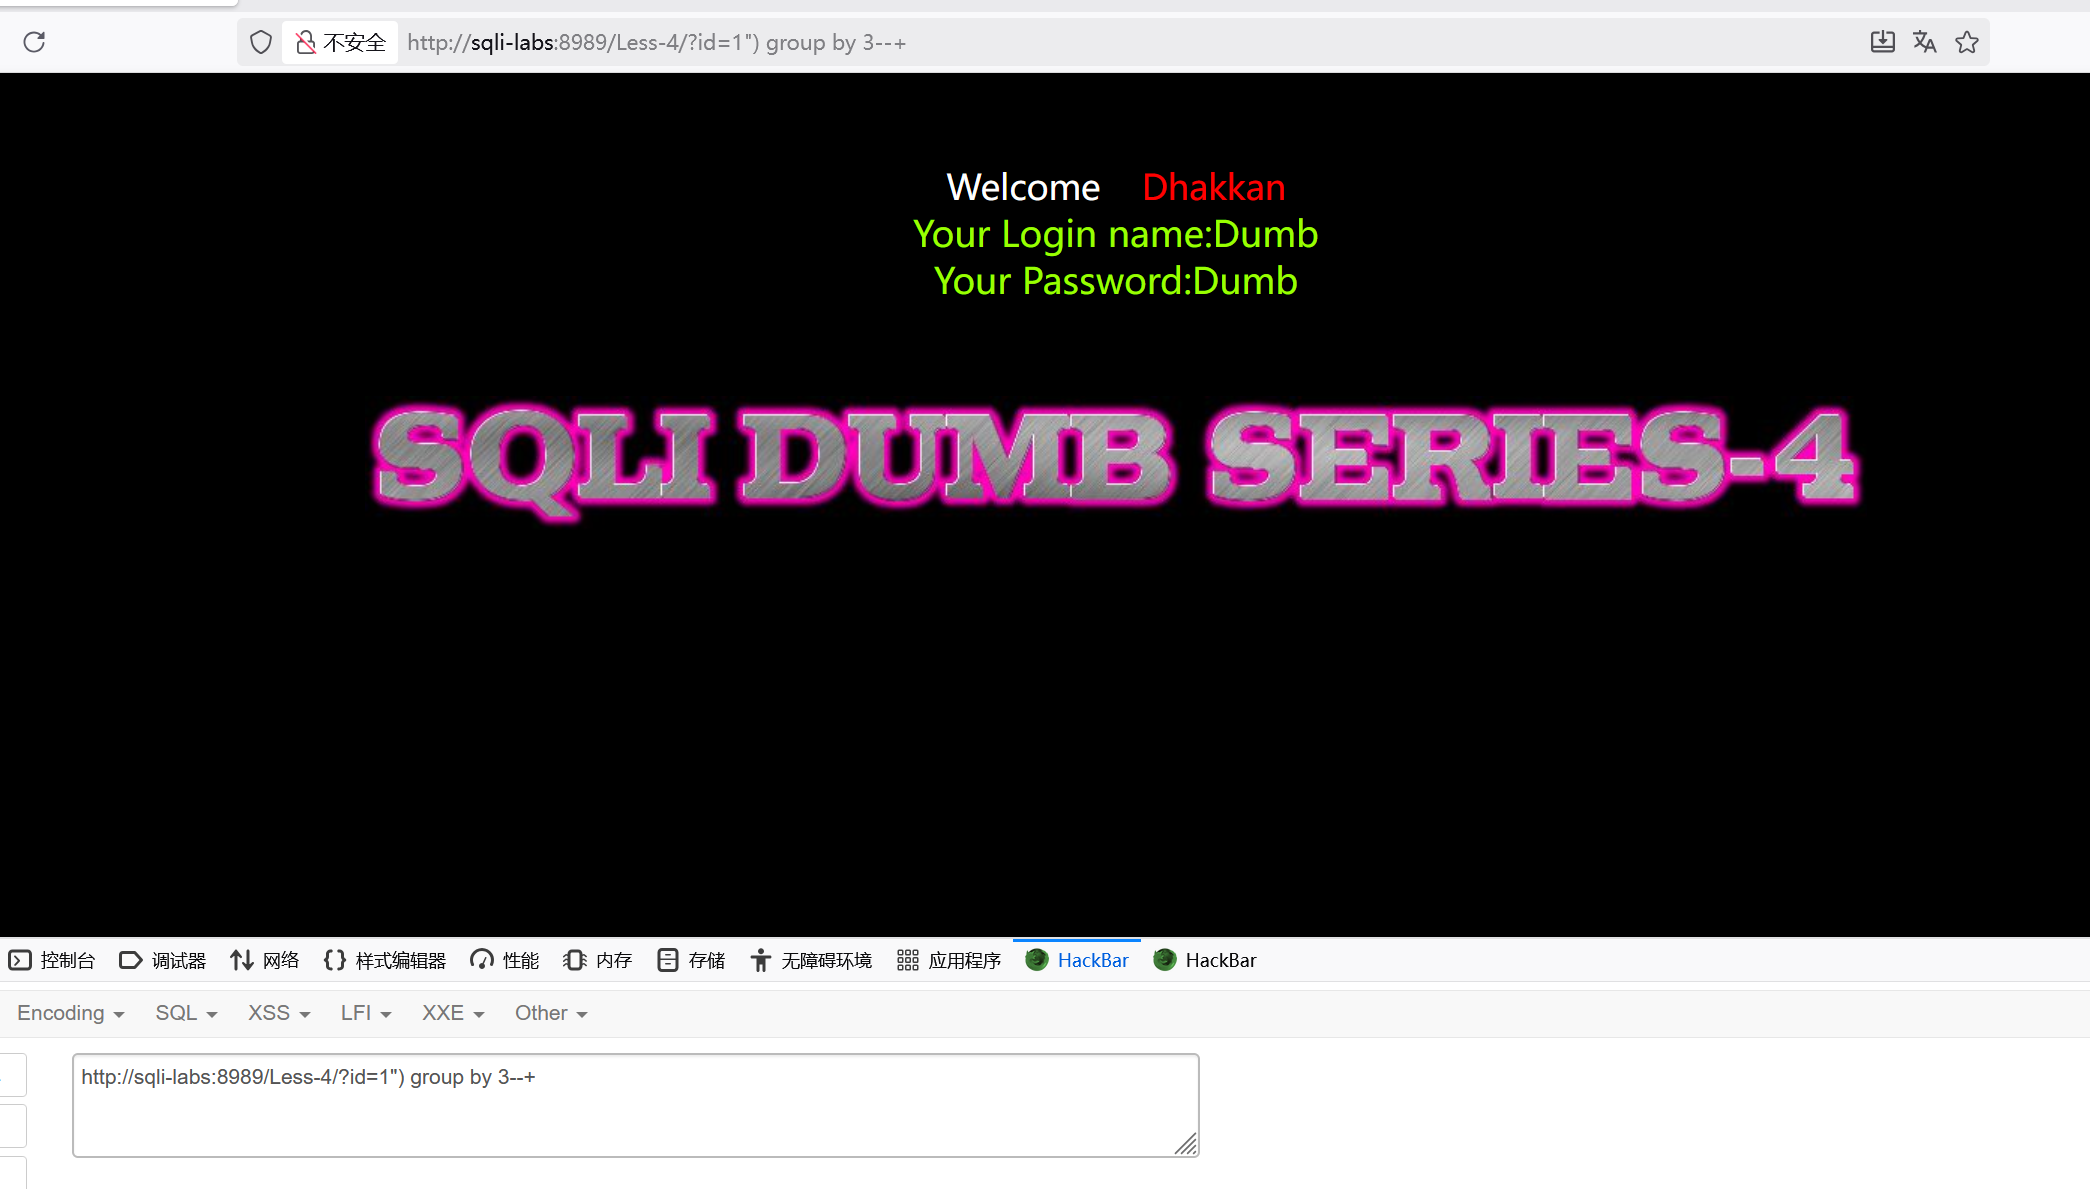 不安全 http://sqli-labs:8989/Less-4/?id=1") group by 3--+
Welcome Dhakkan
Your Login name:Dumb
Your Password:Dumb
SQLI DUMB SERIES-4
控制台 调试器 网络 样式编辑器 性能 内存 存储 无障碍环境 应用程序 HackBar HackBar
Encoding SQL XSS LFI XXE Other
http://sqli-labs:8989/Less-4/?id=1") group by 3--+